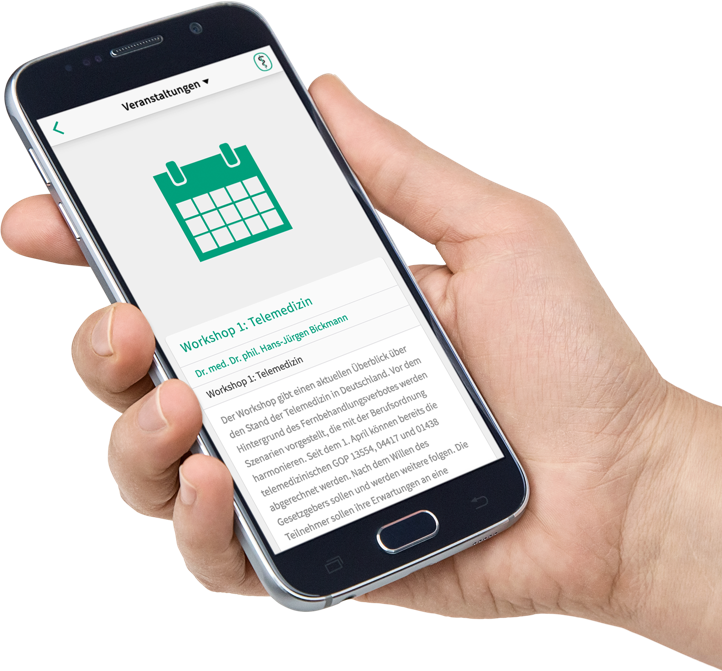 Veranstaltungen
Workshop 1: Telemedizin
Dr. med. Dr. phil. Hans-Jürgen Bickmann
Workshop 1: Telemedizin
Der Workshop gibt einen aktuellen Überblick über
den Stand der Telemedizin in Deutschland. Vor dem
Hintergrund des Fernbehandlungsverbotes werden
Szenarien vorgestellt, die mit der Berufsordnung
harmonieren. Seit dem 1. April können bereits die
telemedizinischen GOP 13554, 04417 und 01438
abgerechnet werden. Nach dem Willen des
Gesetzgebers sollen und werden weitere folgen. Die
Teilnehmer sollen ihre Erwartungen an eine